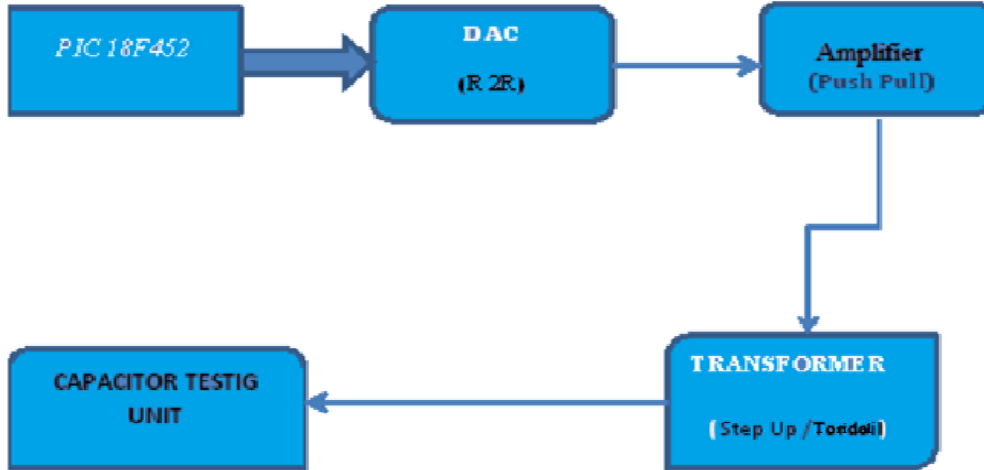 PIC 18F452
DAC
(R 2R)
Amplifier
(Push Pull)
TRANSFORMER
(Step Up /
CAPACITOR TESTIG
UNIT